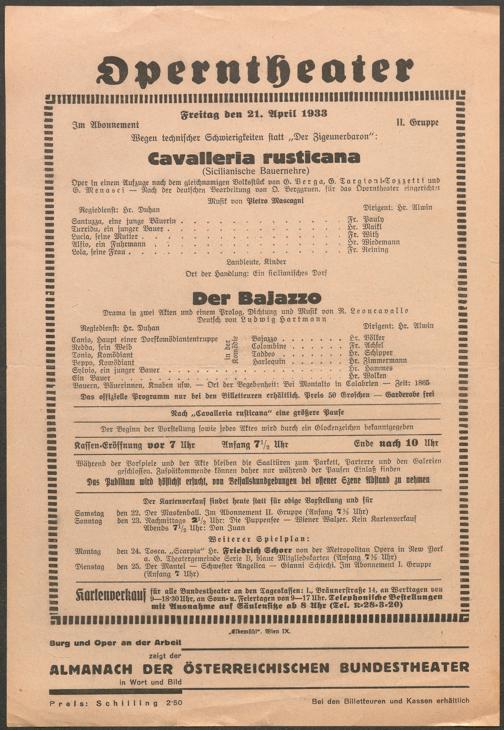 Operntheater
Freitag den 21. April 1933
Im Abonnement
II. Gruppe
Wegen technischer Schwierigkeiten statt „Der Zigeunerbaron":
Cavalleria rusticana
(Sicilianische Bauernehre)
Oper in einem Aufzuge nach dem gleichnamigen Volksstück von G. Verga, G. Targioni-Tozzetti und
G. Menasci — Nach der deutschen Bearbeitung von O. Berggruen, für das Operntheater eingerichtet
Musik von Pietro Mascagni
Regiedienst: Hr. Duhan
Dirigent: Hr. Alwin
Santuzza, eine junge Bäuerin . . . Fr. Pauly
Turridu, ein junger Bauer . . . Hr. Maikl
Lucia, seine Mutter . . . Fr. With
Alfio, ein Fuhrmann . . . Hr. Wiedemann
Lola, seine Frau . . . Fr. Reining
Landleute, Kinder
Ort der Handlung: Ein sicilianisches Dorf
Der Bajazzo
Drama in zwei Akten und einem Prolog. Dichtung und Musik von R. Leoncavallo
Deutsch von Ludwig Hartmann
Regiedienst: Hr. Duhan
Dirigent: Hr. Alwin
Canio, Haupt einer Dorfkomödiantentruppe Bajazzo . . . Hr. Völker
Nedda, sein Weib Colombine . . . Fr. Achsel
Tonio, Komödiant Taddeo . . . Hr. Schipper
Beppo, Komödiant Harlequin . . . Hr. Zimmermann
in der Komödie
Sylvio, ein junger Bauer . . . Hr. Hammes
Ein Bauer . . . Hr. Wolken
Bauern, Bäuerinnen, Knaben usw. — Ort der Begebenheit: Bei Montalto in Calabrien — Zeit: 1865
Das offizielle Programm nur bei den Billetteuren erhältlich. Preis 50 Groschen — Garderobe frei
Nach „Cavalleria rusticana" eine größere Pause
Der Beginn der Vorstellung sowie jedes Aktes wird durch ein Glockenzeichen bekanntgegeben
Kassen-Eröffnung vor 7 Uhr Anfang 7½ Uhr Ende nach 10 Uhr
Während der Vorspiele und der Akte bleiben die Saaltüren zum Parkett, Parterre und den Galerien
geschlossen. Zuspätkommende können daher nur während der Pausen Einlaß finden
Das Publikum wird höflichst ersucht, von Beifallskundgebungen bei offener Szene Abstand zu nehmen
Der Kartenverkauf findet heute statt für obige Vorstellung und für
Samstag den 22. Der Maskenball. Im Abonnement II. Gruppe (Anfang 7½ Uhr)
Sonntag den 23. Nachmittags 2½ Uhr: Die Puppenfee — Wiener Walzer. Kein Kartenverkauf
Abends 7½ Uhr: Don Juan
Weiterer Spielplan:
Montag den 24. Tosca. „Scarpia" Hr. Friedrich Schorr von der Metropolitan Opera in New York
a. G. Theatergemeinde Serie B, blaue Mitgliedskarten (Anfang 7½ Uhr)
Dienstag den 25. Der Mantel — Schwester Angelica — Gianni Schicchi. Im Abonnement I. Gruppe
(Anfang 7 Uhr)
Kartenverkauf für alle Bundestheater an den Tageskassen: I., Bräunerstraße 14, an Werktagen von
9—18·30 Uhr, an Sonn- u. Feiertagen von 9—17 Uhr. Telephonische Bestellungen
mit Ausnahme auf Säulensitze ab 8 Uhr (Tel. R-28-3-20)
„Elbemühl", Wien IX.
Burg und Oper an der Arbeit
zeigt der
ALMANACH DER ÖSTERREICHISCHEN BUNDESTHEATER
in Wort und Bild
Preis: Schilling 2·50
Bei den Billetteuren und Kassen erhältlich